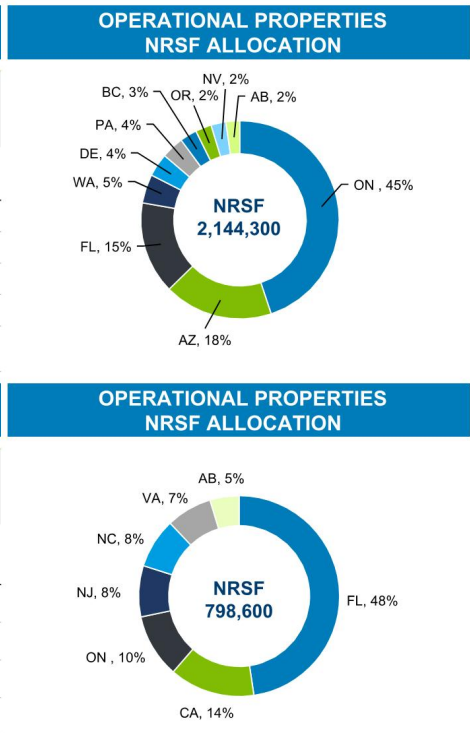 OPERATIONAL PROPERTIES
NRSF ALLOCATION
NV, 2%
BC, 3%
OR, 2%
AB, 2%
PA, 4%
DE, 4%
WA, 5%
ON , 45%
NRSF
2,144,300
FL, 15%
AZ, 18%
OPERATIONAL PROPERTIES
NRSF ALLOCATION
AB, 5%
VA, 7%
NC, 8%
NJ, 8%
NRSF
798,600
FL, 48%
ON , 10%
CA, 14%